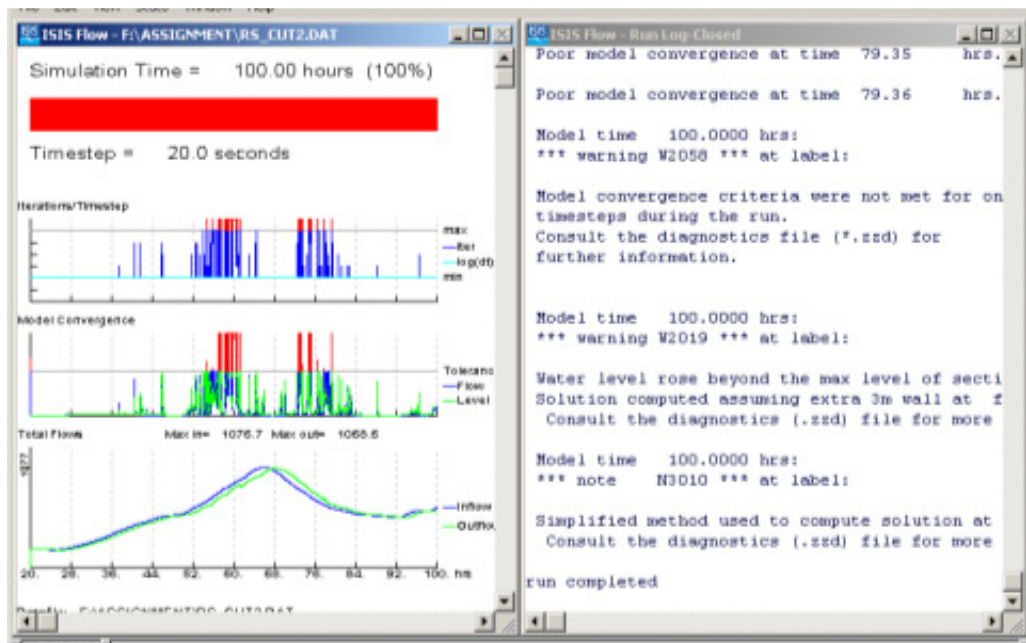 ISIS Flow - F:\ASSIGNMENT\RS_CUT2.DAT
Simulation Time = 100.00 hours (100%)
Timestep = 20.0 seconds
Iterations/Timestep
max
Iter
log(dt)
min
Model Convergence
Toleranc
Flow
Level
Total Flows Max in= 1076.7 Max out=
1077
Inflow
Outflo
20. 28. 36. 44. 52. 60. 68. 76. 84. 92. 100. hrs
Datafile: F:\ASSIGNMENT\RS_CUT2.DAT
ISIS Flow - Run Log-Closed
Poor model convergence at time 79.35 hrs.
Poor model convergence at time 79.36 hrs.
Model time 100.0000 hrs:
*** warning W2058 *** at label:
Model convergence criteria were not met for on
timesteps during the run.
Consult the diagnostics file (*.zzd) for
further information.
Model time 100.0000 hrs:
*** warning W2019 *** at label:
Water level rose beyond the max level of secti
Solution computed assuming extra 3m wall at f
Consult the diagnostics (.zzd) file for more
Model time 100.0000 hrs:
*** note N3010 *** at label:
Simplified method used to compute solution at
Consult the diagnostics (.zzd) file for more
run completed